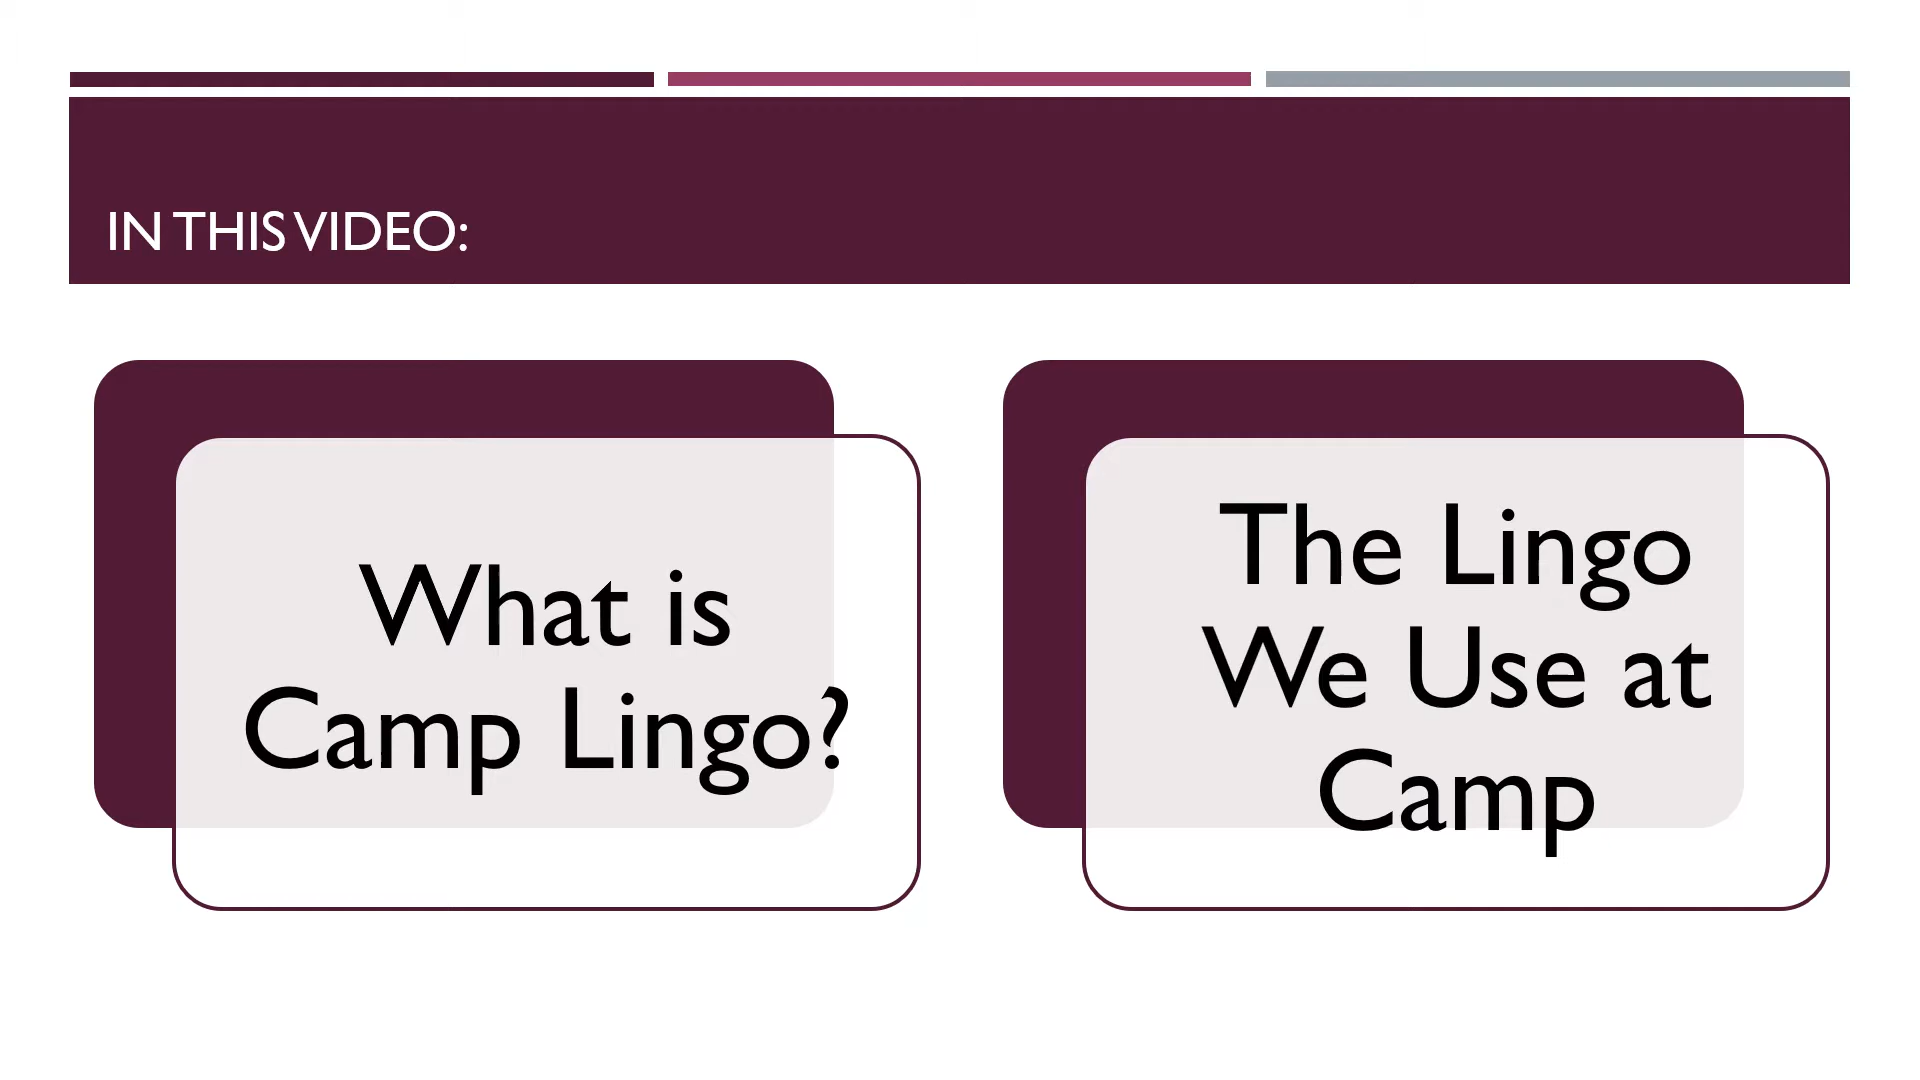 IN THIS VIDEO:
What is
Camp Lingo?
The Lingo
We Use at
Camp